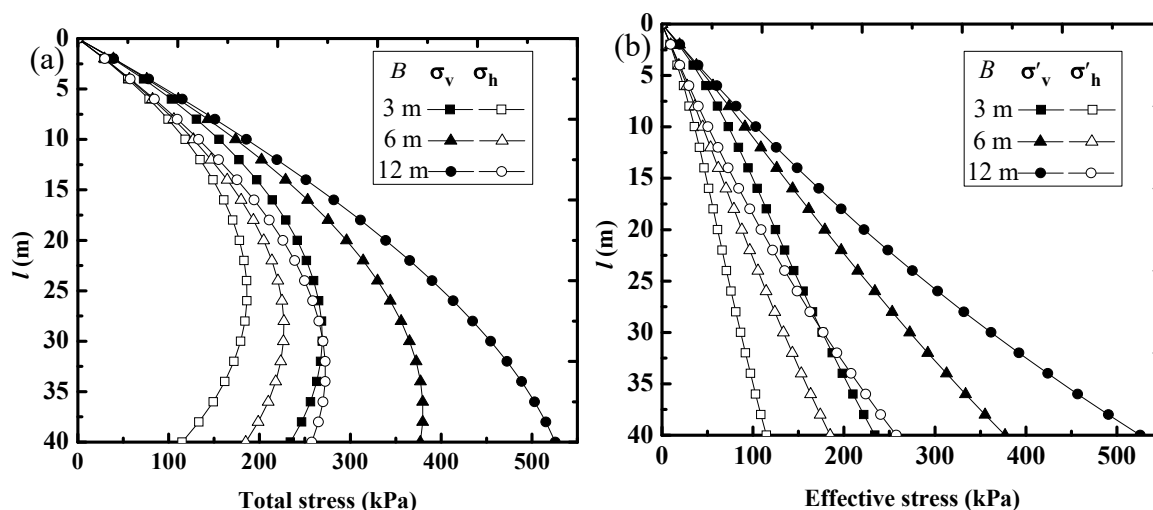 (a)
B σv σh
3 m
6 m
12 m
0
5
10
15
20
25
30
35
40
l (m)
0 100 200 300 400 500
Total stress (kPa)
(b)
B σ′v σ′h
3 m
6 m
12 m
0
5
10
15
20
25
30
35
40
l (m)
0 100 200 300 400 500
Effective stress (kPa)